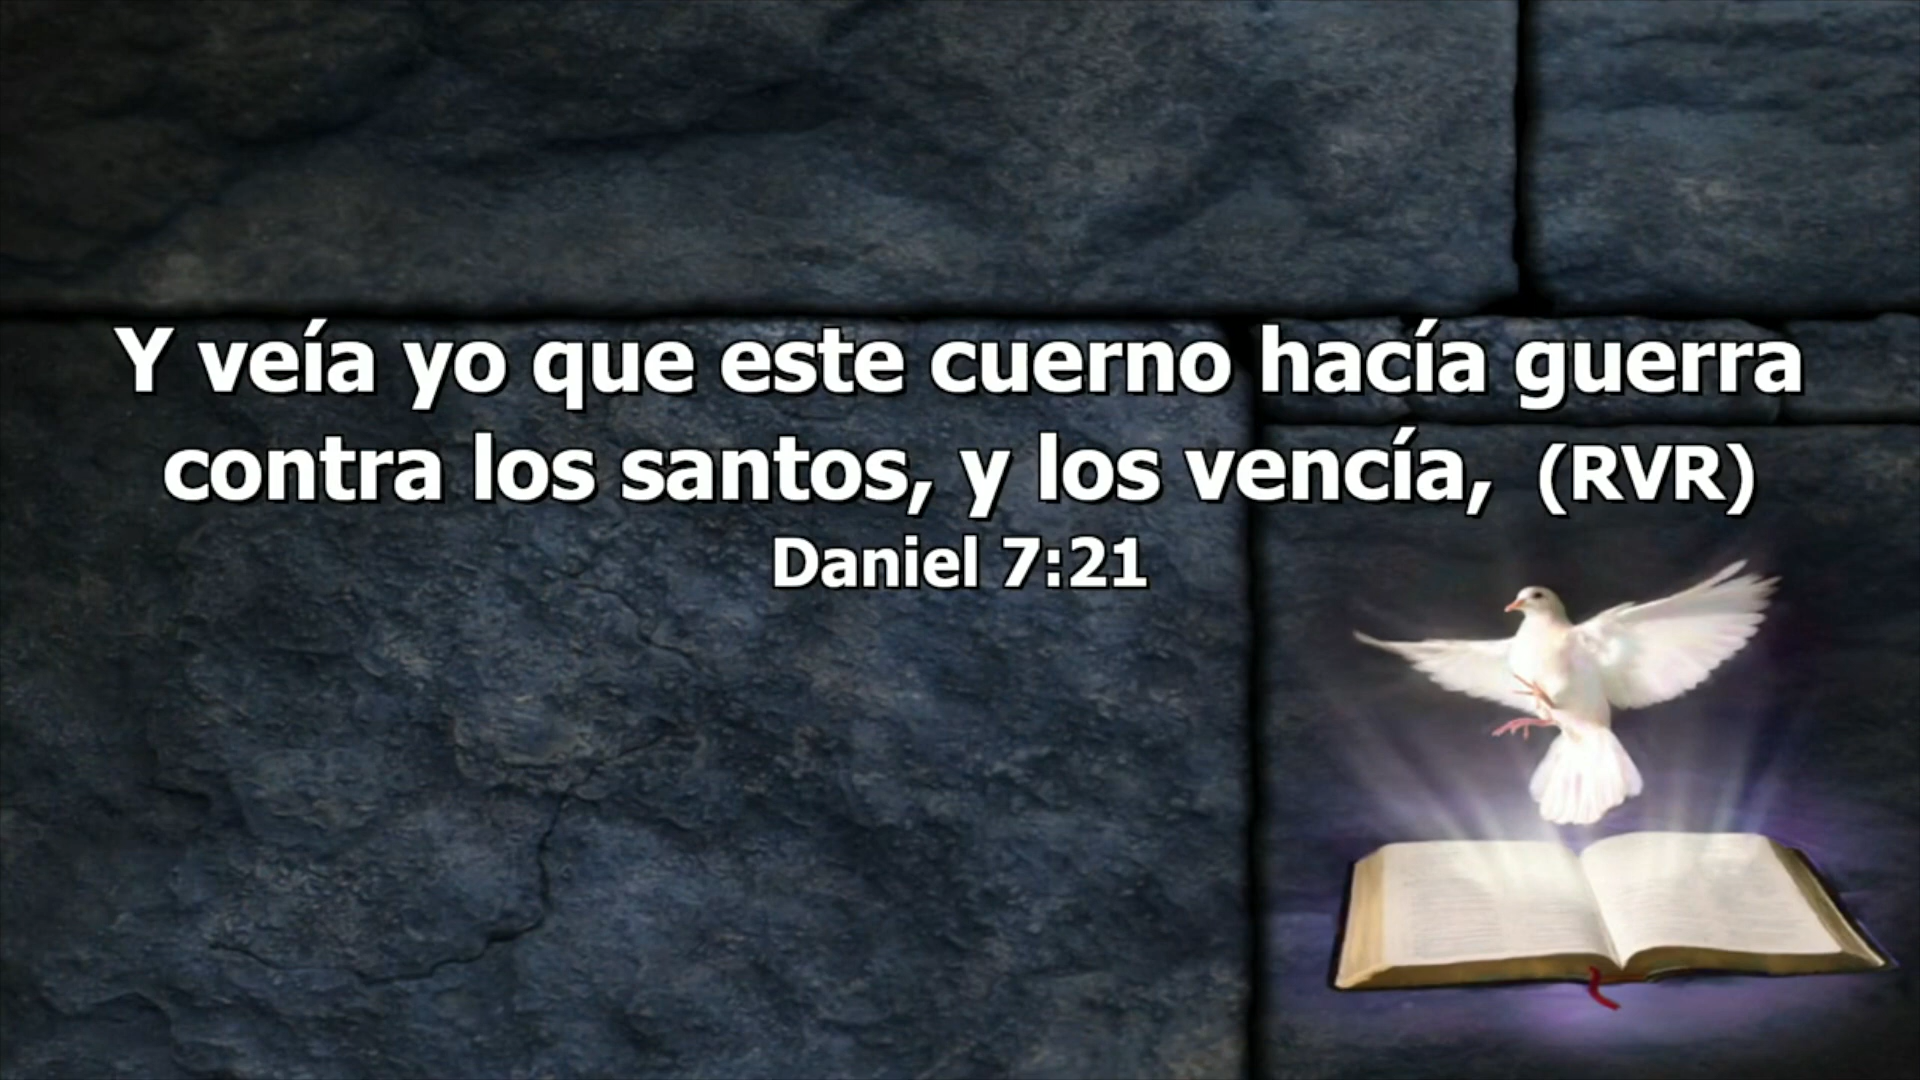 Y veía yo que este cuerno hacía guerra
contra los santos, y los vencía, (RVR)
Daniel 7:21